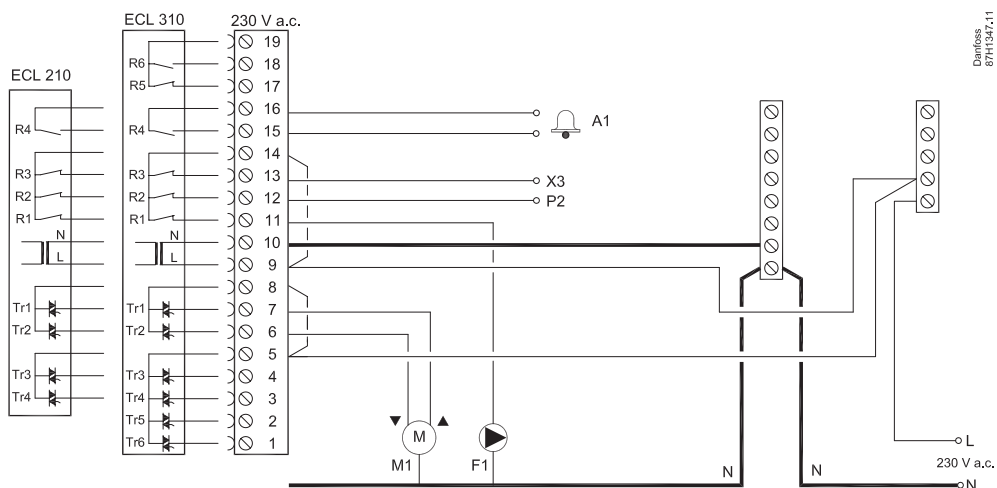 ECL 310
230 V a.c.
ECL 210
Danfoss
87H1347.11
R6
R5
R4
R3
R2
R1
N
L
Tr1
Tr2
Tr3
Tr4
R4
R3
R2
R1
N
L
Tr1
Tr2
Tr3
Tr4
Tr5
Tr6
19
18
17
16
15
14
13
12
11
10
9
8
7
6
5
4
3
2
1
A1
X3
P2
M
M1
F1
N
N
L
230 V a.c.
N